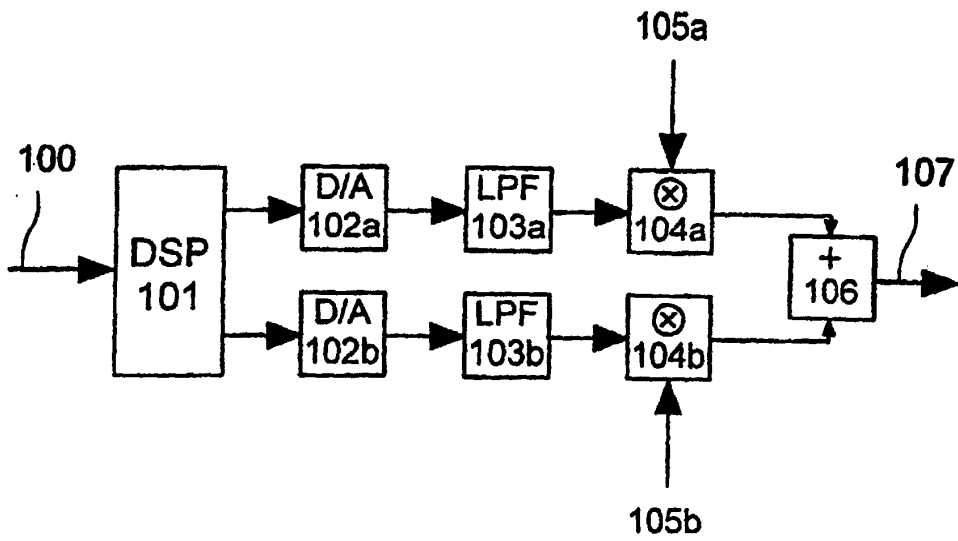 105a
100
D/A
102a
LPF
103a
⊗
104a
107
DSP
101
+
106
D/A
102b
LPF
103b
⊗
104b
105b